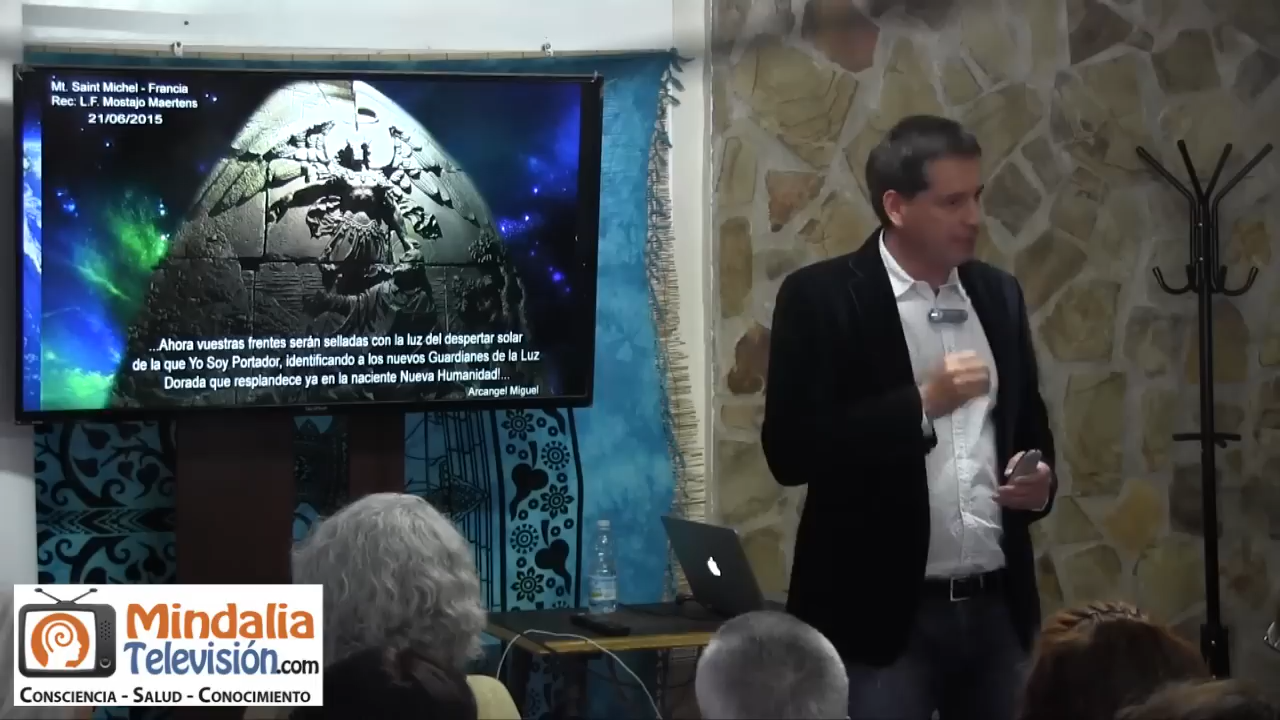 Mt. Saint Michel - Francia
Rec: L.F. Mostajo Maertens
21/06/2015
...Ahora vuestras frentes serán selladas con la luz del despertar solar
de la que Yo Soy Portador, identificando a los nuevos Guardianes de la Luz
Dorada que resplandece ya en la naciente Nueva Humanidad!...
Arcangel Miguel
Mindalia
Televisión.com
Consciencia - Salud - Conocimiento